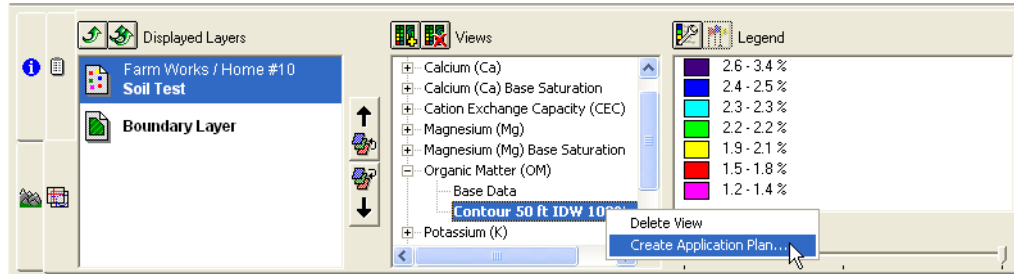 Displayed Layers
Farm Works / Home #10
Soil Test
Boundary Layer
Views
Calcium (Ca)
Calcium (Ca) Base Saturation
Cation Exchange Capacity (CEC)
Magnesium (Mg)
Magnesium (Mg) Base Saturation
Organic Matter (OM)
Base Data
Contour 50 ft IDW
Potassium (K)
Legend
2.6 - 3.4 %
2.4 - 2.5 %
2.3 - 2.3 %
2.2 - 2.2 %
1.9 - 2.1 %
1.5 - 1.8 %
1.2 - 1.4 %
Delete View
Create Application Plan...